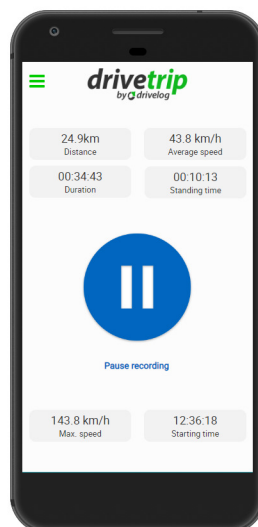 drivetrip
by drivelog
24.9km
Distance
43.8 km/h
Average speed
00:34:43
Duration
00:10:13
Standing time
Pause recording
143.8 km/h
Max. speed
12:36:18
Starting time